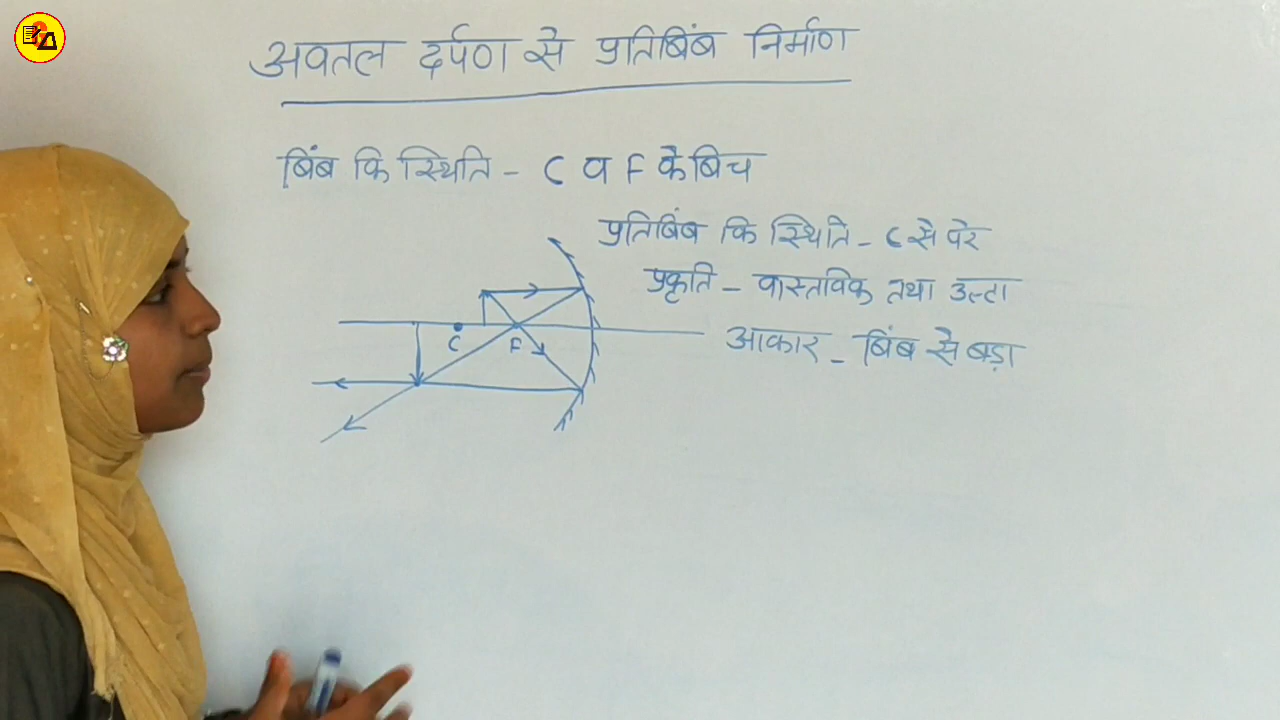 अवतल दर्पण से प्रतिबिंब निर्माण
बिंब कि स्थिति - C व F के बिच
प्रतिबिंब कि स्थिति - C से परे
प्रकृति - वास्तविक तथा उल्टा
आकार - बिंब से बड़ा
C F